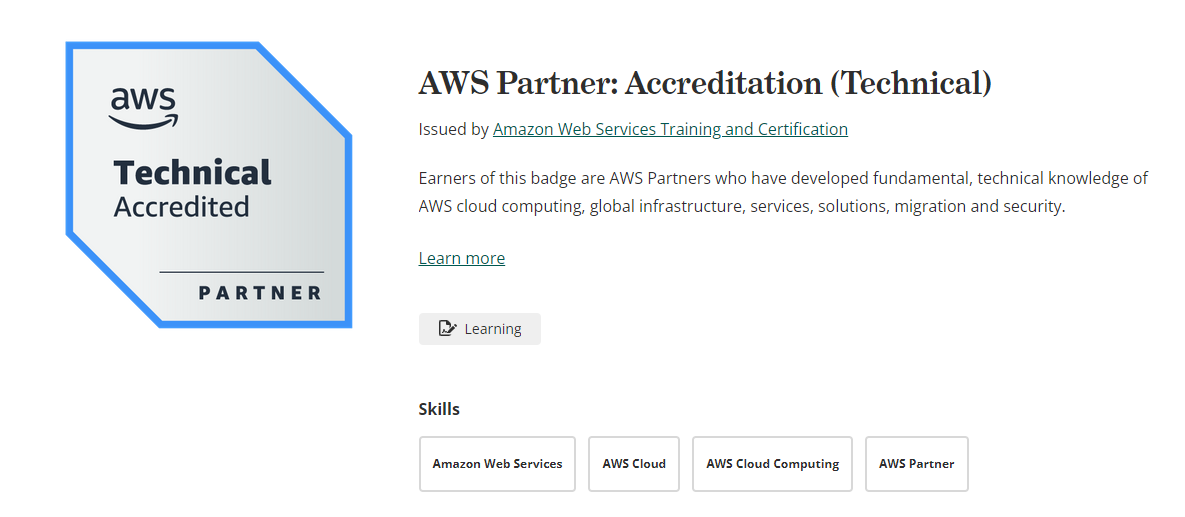 aws
Technical
Accredited
PARTNER
AWS Partner: Accreditation (Technical)
Issued by Amazon Web Services Training and Certification
Earners of this badge are AWS Partners who have developed fundamental, technical knowledge of
AWS cloud computing, global infrastructure, services, solutions, migration and security.
Learn more
Learning
Skills
Amazon Web Services
AWS Cloud
AWS Cloud Computing
AWS Partner